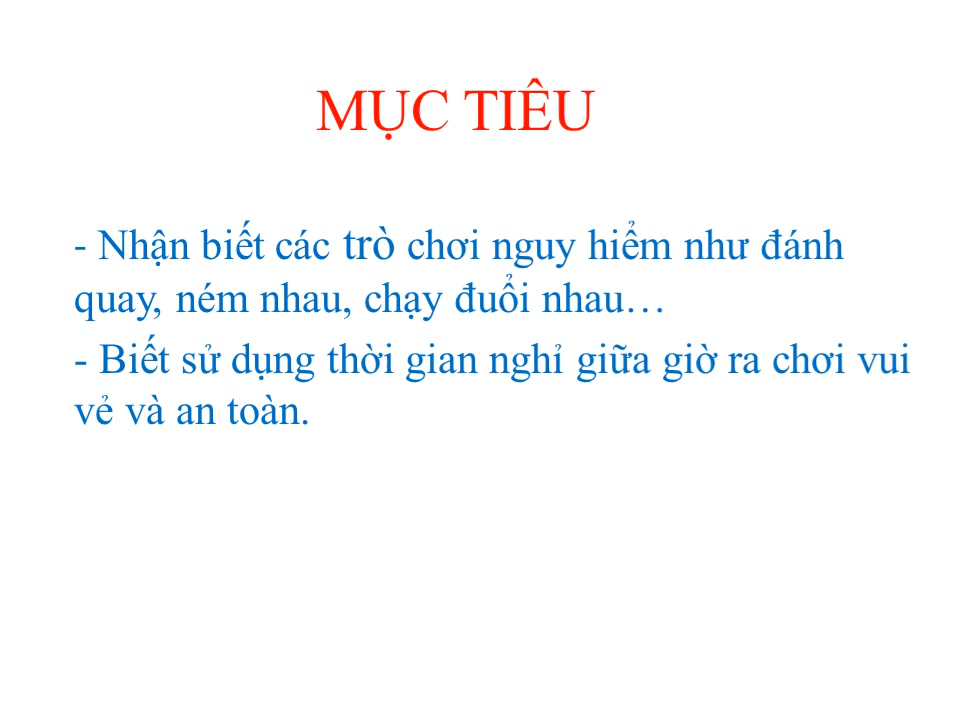 MỤC TIÊU
- Nhận biết các trò chơi nguy hiểm như đánh
quay, ném nhau, chạy đuổi nhau…
- Biết sử dụng thời gian nghỉ giữa giờ ra chơi vui
vẻ và an toàn.